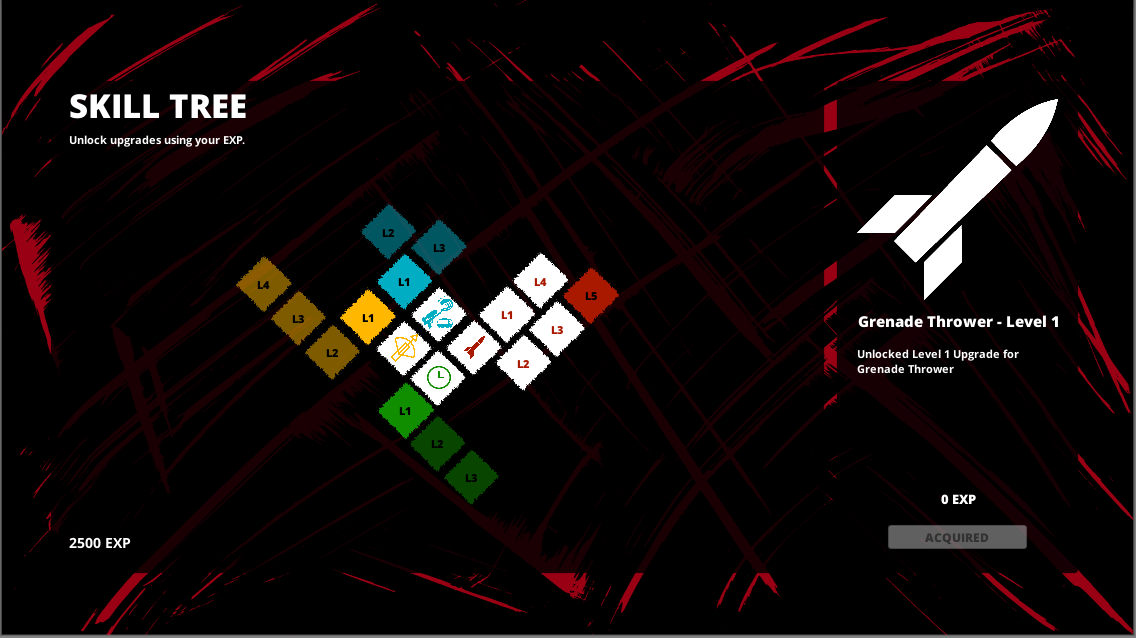 SKILL TREE
Unlock upgrades using your EXP.
L2
L3
L4
L1
L4
L5
L3
L1
L1
L3
L2
L2
L1
L2
L3
Grenade Thrower - Level 1
Unlocked Level 1 Upgrade for
Grenade Thrower
0 EXP
ACQUIRED
2500 EXP